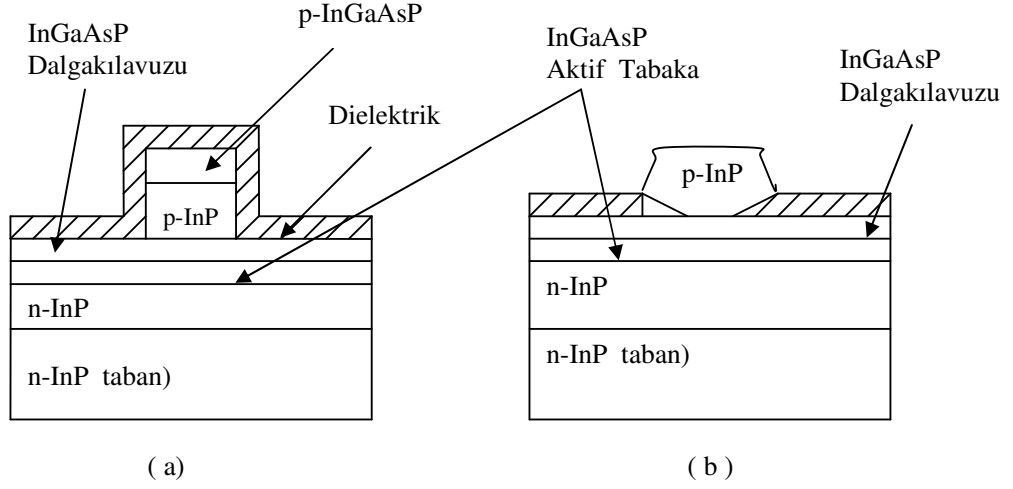 InGaAsP
Dalgakılavuzu
p-InGaAsP
Dielektrik
p-InP
n-InP
n-InP taban)
( a)
InGaAsP
Aktif Tabaka
InGaAsP
Dalgakılavuzu
p-InP
n-InP
n-InP taban)
( b )